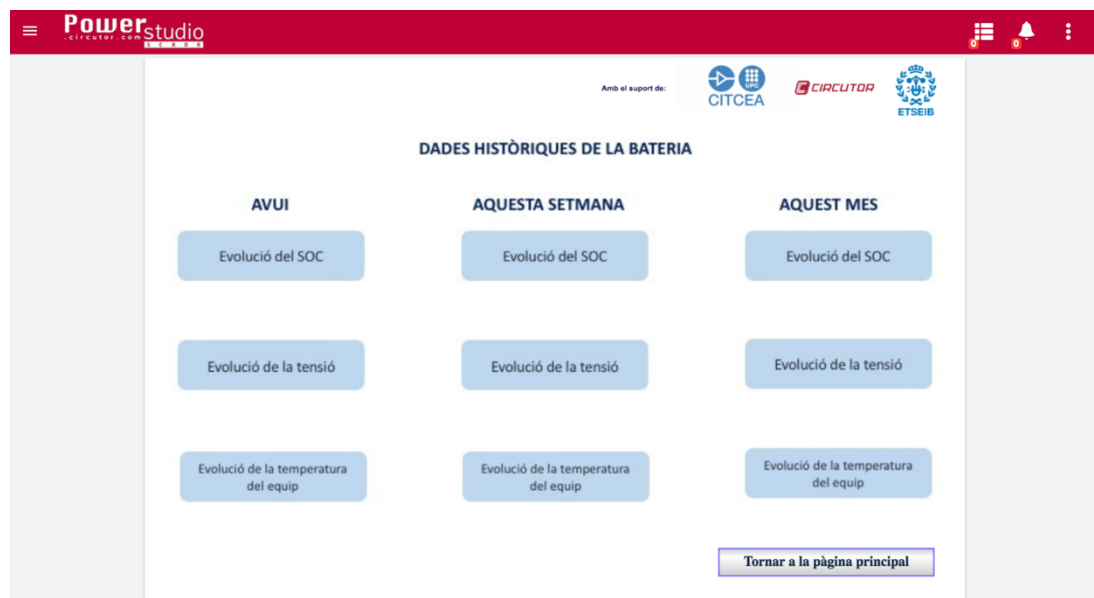 Powerstudio
.circutor.com SCADA
0
0
Amb el suport de:
CITCEA
UPC
CIRCUTOR
ETSEIB
DADES HISTÒRIQUES DE LA BATERIA
AVUI
AQUESTA SETMANA
AQUEST MES
Evolució del SOC
Evolució del SOC
Evolució del SOC
Evolució de la tensió
Evolució de la tensió
Evolució de la tensió
Evolució de la temperatura
del equip
Evolució de la temperatura
del equip
Evolució de la temperatura
del equip
Tornar a la pàgina principal